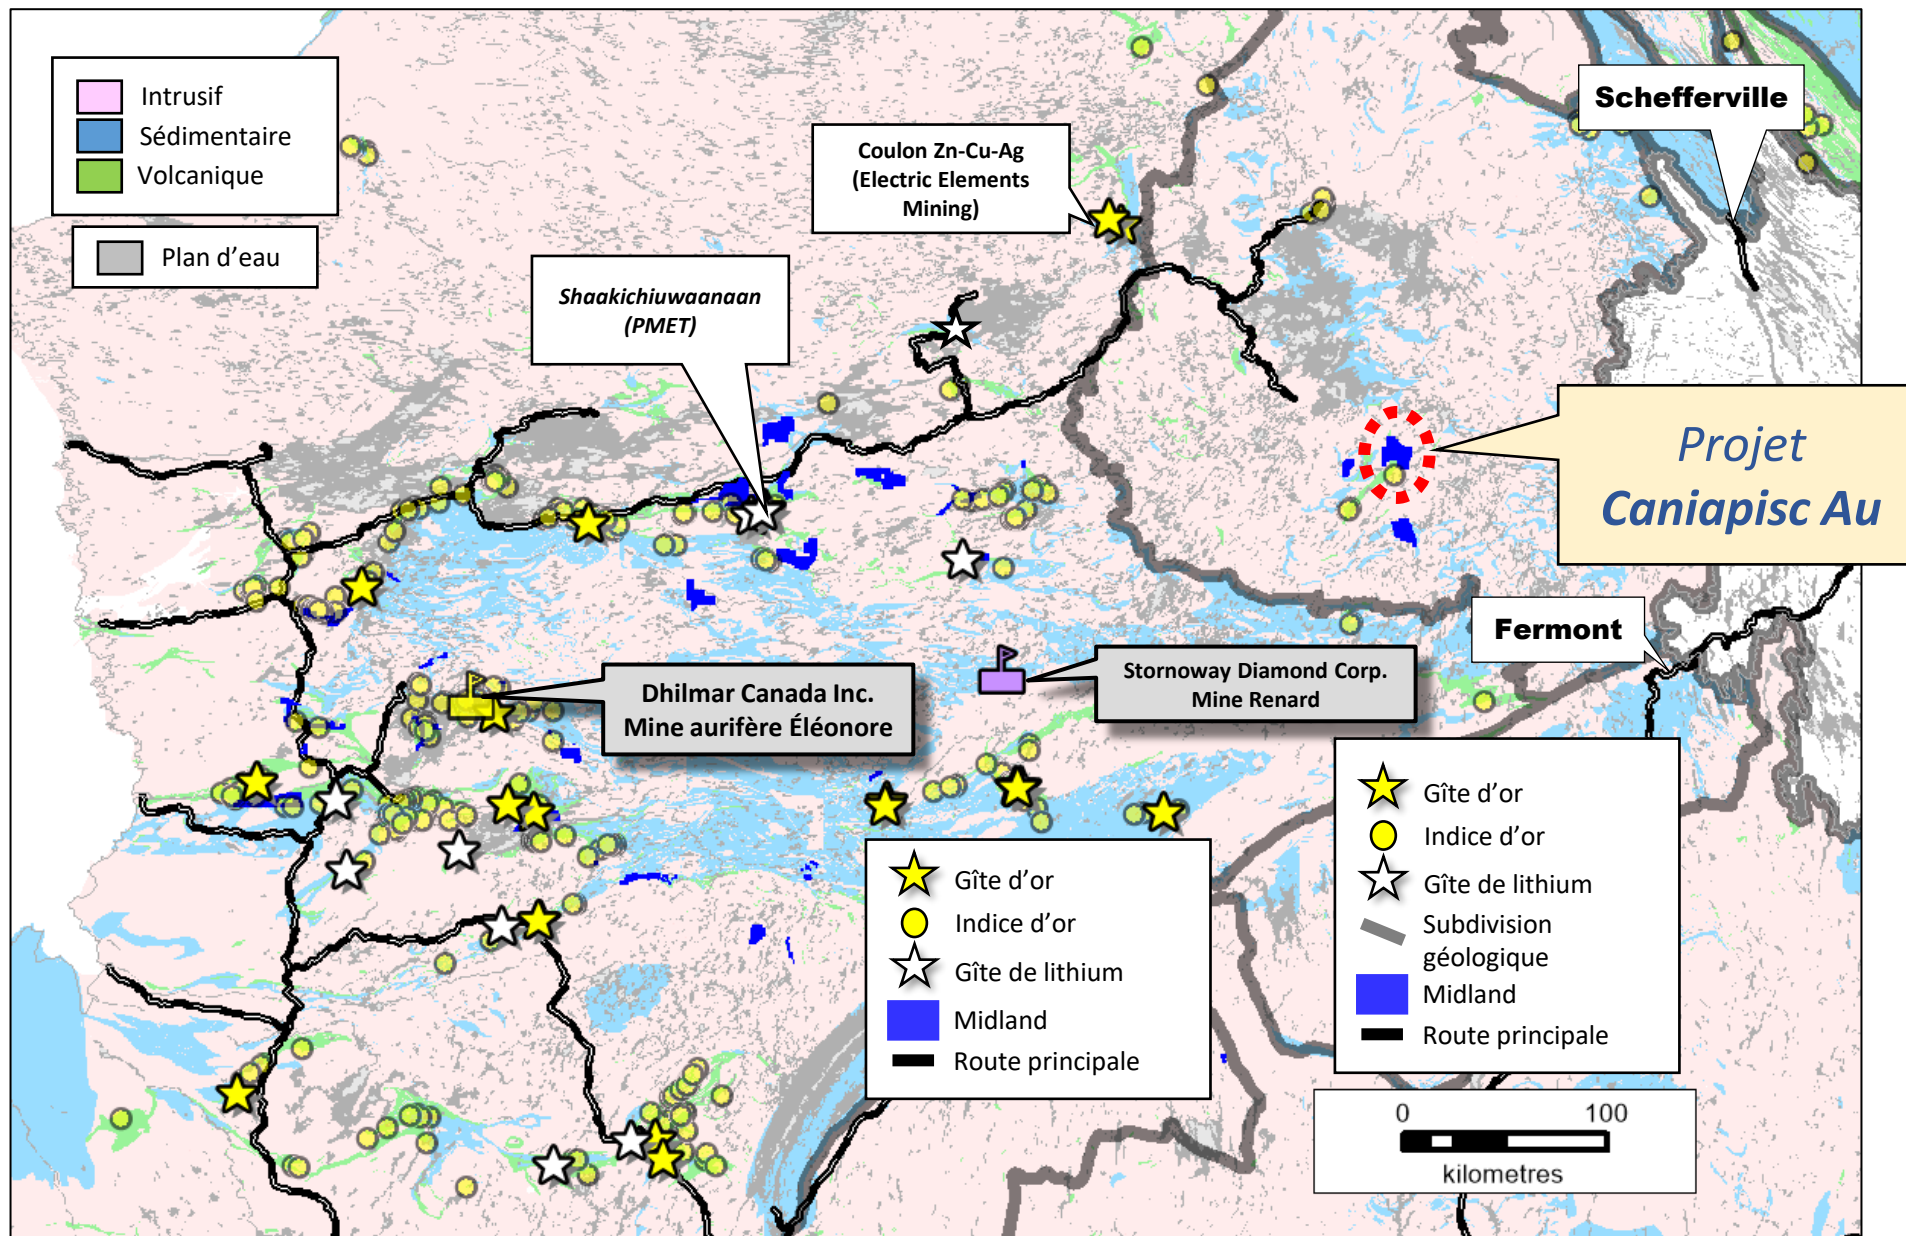 Intrusif
Sédimentaire
Volcanique
Plan d'eau
Schefferville
Coulon Zn-Cu-Ag
(Electric Elements
Mining)
Shaakichiuwaanaan
(PMET)
Projet
Caniapisc Au
Fermont
Dhilmar Canada Inc.
Mine aurifère Éléonore
Stornoway Diamond Corp.
Mine Renard
Gîte d'or
Indice d'or
Gîte de lithium
Midland
Route principale
Gîte d'or
Indice d'or
Gîte de lithium
Subdivision
géologique
Midland
Route principale
0 100
kilometres